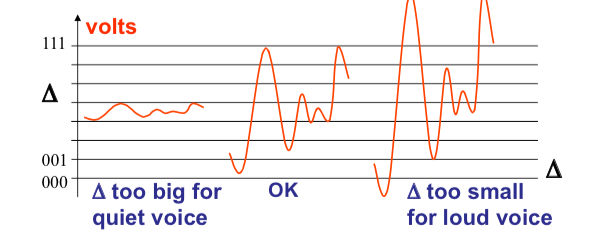 volts
111
Δ
001
000
Δ
Δ too big for
quiet voice
OK
Δ too small
for loud voice